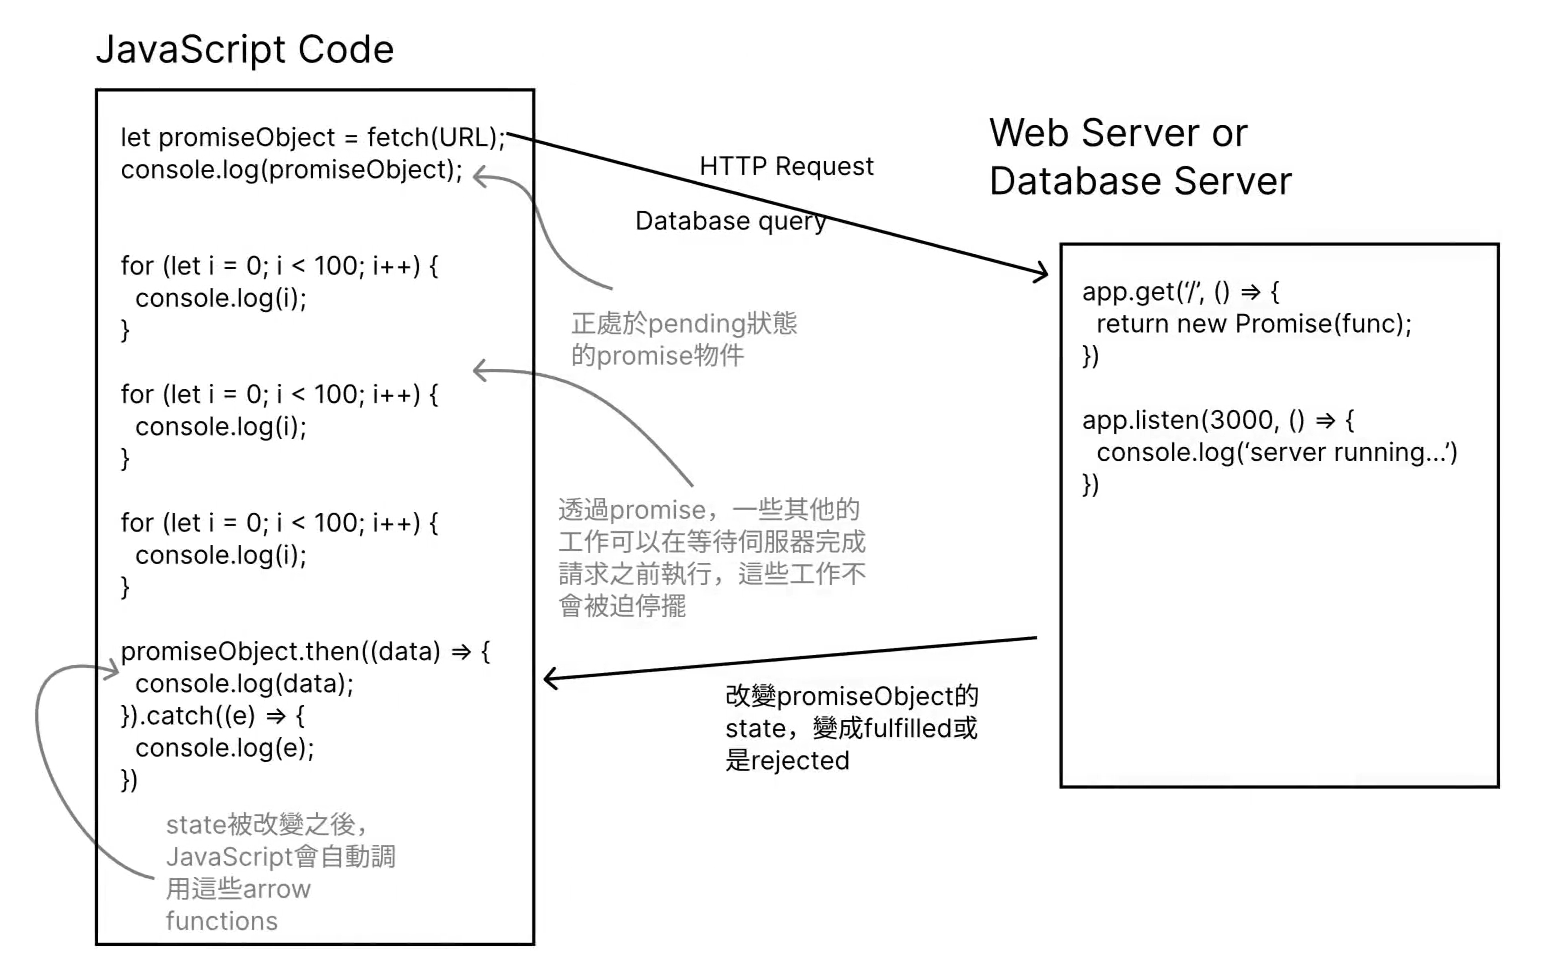 JavaScript Code
let promiseObject = fetch(URL);
console.log(promiseObject);
for (let i = 0; i < 100; i++) {
  console.log(i);
}
for (let i = 0; i < 100; i++) {
  console.log(i);
}
for (let i = 0; i < 100; i++) {
  console.log(i);
}
promiseObject.then((data) => {
  console.log(data);
}).catch((e) => {
  console.log(e);
})
state被改變之後，
JavaScript會自動調
用這些arrow
functions
HTTP Request
Database query
正處於pending狀態
的promise物件
透過promise，一些其他的
工作可以在等待伺服器完成
請求之前執行，這些工作不
會被迫停擺
改變promiseObject的
state，變成fulfilled或
是rejected
Web Server or
Database Server
app.get(‘/’, () => {
  return new Promise(func);
})
app.listen(3000, () => {
  console.log(‘server running...’)
})